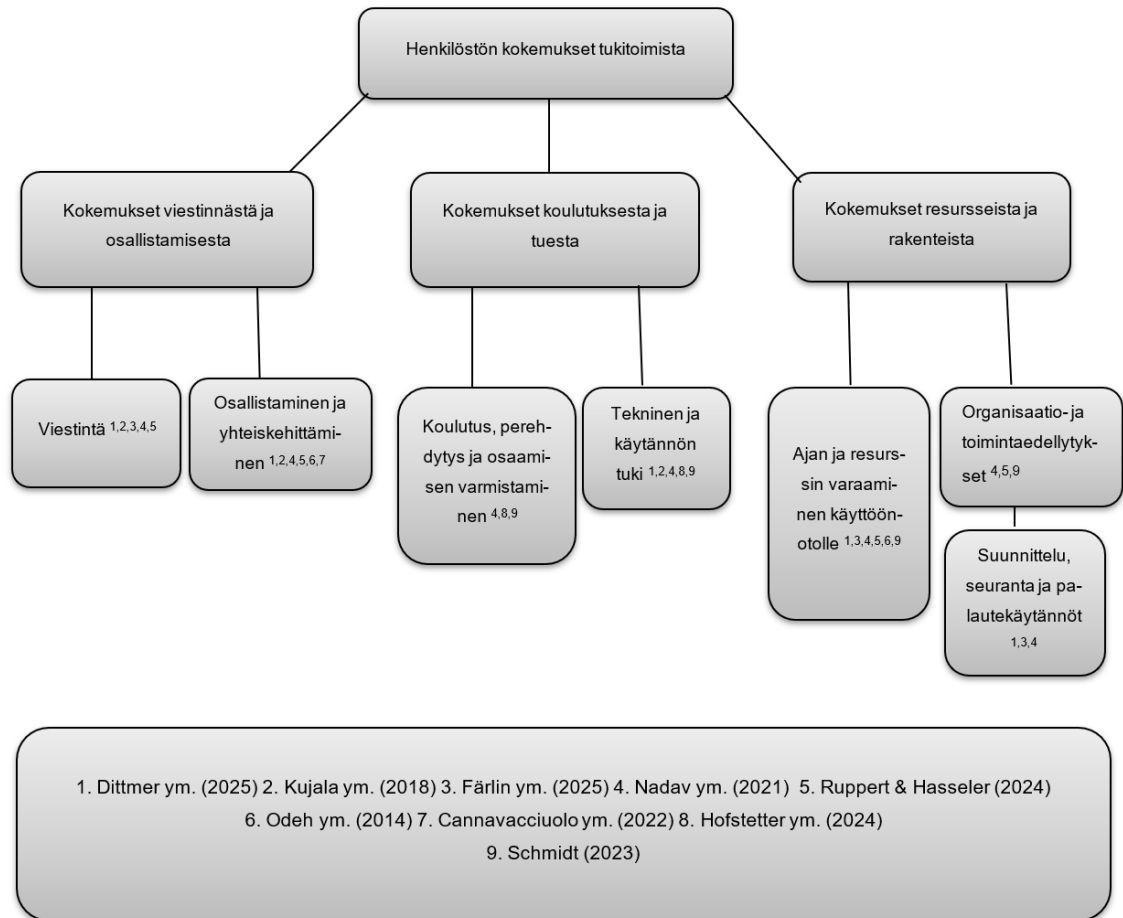 Henkilöstön kokemukset tukitoimista
Kokemukset viestinnästä ja
osallistamisesta
Kokemukset koulutuksesta ja
tuesta
Kokemukset resursseista ja
rakenteista
Viestintä 1,2,3,4,5
Osallistaminen ja
yhteiskehittämi-
nen 1,2,4,5,6,7
Koulutus, pereh-
dytys ja osaami-
sen varmistami-
nen 4,8,9
Tekninen ja
käytännön
tuki 1,2,4,8,9
Ajan ja resurs-
sin varaami-
nen käyttöön-
otolle 1,3,4,5,6,9
Organisaatio- ja
toimintaedellytyk-
set 4,5,9
Suunnittelu,
seuranta ja pa-
lautekäytännöt
1,3,4
1. Dittmer ym. (2025) 2. Kujala ym. (2018) 3. Färlin ym. (2025) 4. Nadav ym. (2021) 5. Ruppert & Hasseler (2024)
6. Odeh ym. (2014) 7. Cannavacciuolo ym. (2022) 8. Hofstetter ym. (2024)
9. Schmidt (2023)